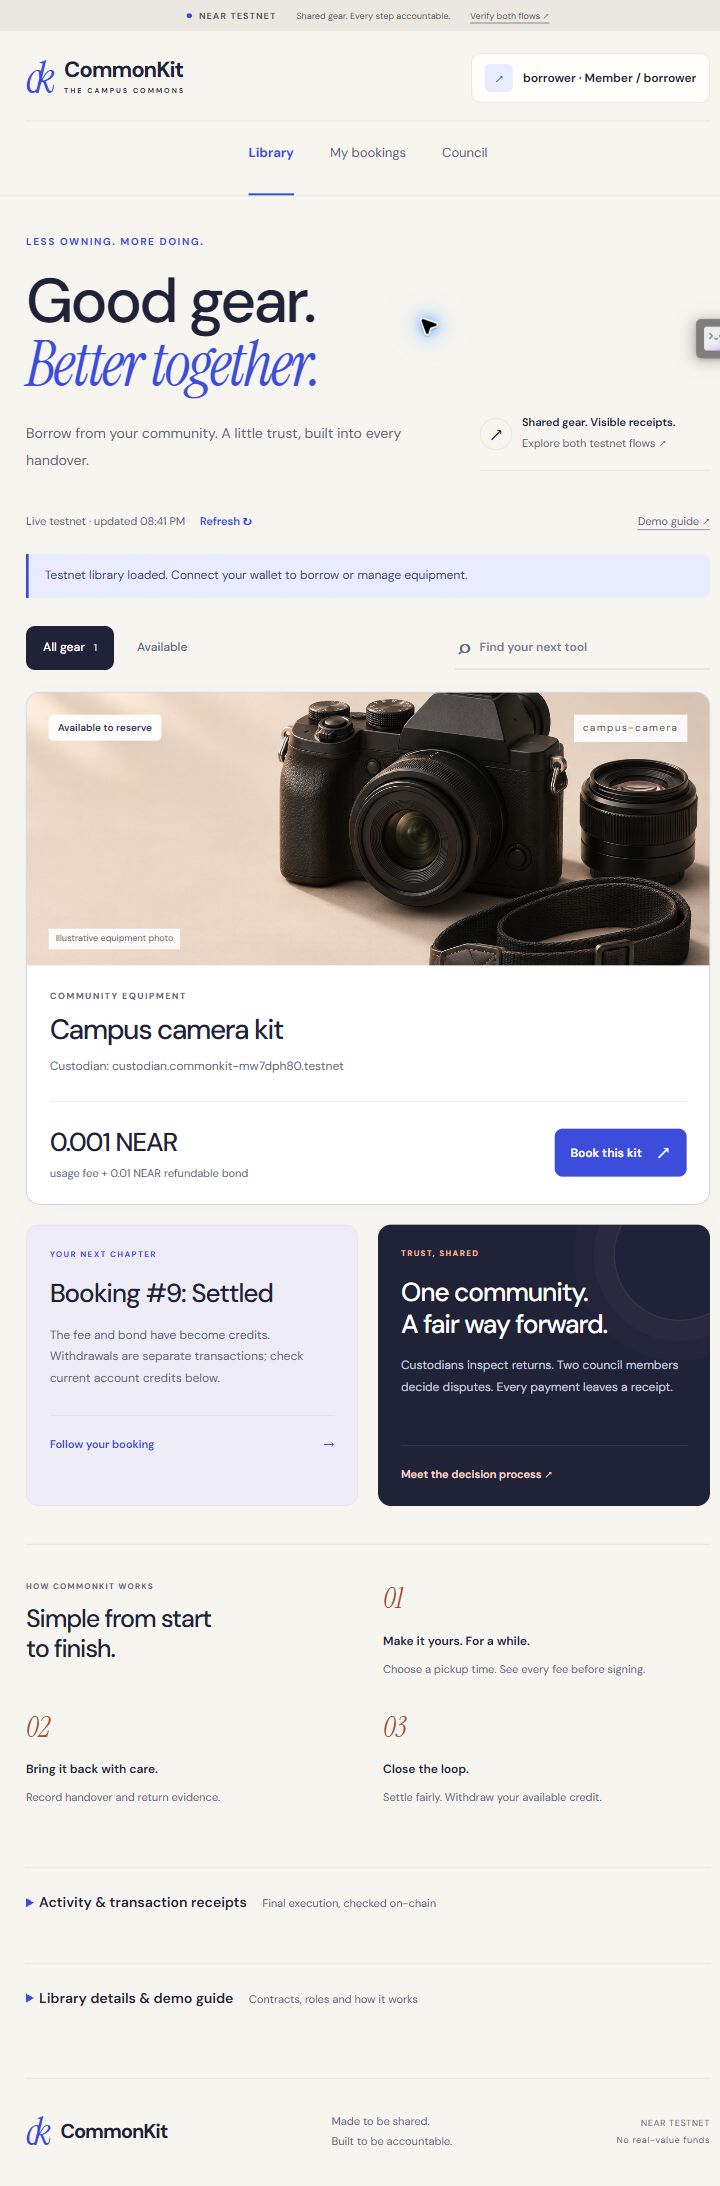 NEAR TESTNET Shared gear. Every step accountable. Verify both flows ↗
CommonKit
THE CAMPUS COMMONS
↗ borrower · Member / borrower
Library My bookings Council
LESS OWNING. MORE DOING.
Good gear.
Better together.
Borrow from your community. A little trust, built into every
handover.
↗ Shared gear. Visible receipts.
Explore both testnet flows ↗
Live testnet · updated 08:41 PM Refresh ↻
Demo guide ↗
Testnet library loaded. Connect your wallet to borrow or manage equipment.
All gear 1 Available
Find your next tool
Available to reserve
campus-camera
Illustrative equipment photo
COMMUNITY EQUIPMENT
Campus camera kit
Custodian: custodian.commonkit-mw7dph80.testnet
0.001 NEAR
usage fee + 0.01 NEAR refundable bond
Book this kit ↗
YOUR NEXT CHAPTER
Booking #9: Settled
The fee and bond have become credits.
Withdrawals are separate transactions; check
current account credits below.
Follow your booking →
TRUST, SHARED
One community.
A fair way forward.
Custodians inspect returns. Two council members
decide disputes. Every payment leaves a receipt.
Meet the decision process ↗
HOW COMMONKIT WORKS
Simple from start
to finish.
01
Make it yours. For a while.
Choose a pickup time. See every fee before signing.
02
Bring it back with care.
Record handover and return evidence.
03
Close the loop.
Settle fairly. Withdraw your available credit.
Activity & transaction receipts Final execution, checked on-chain
Library details & demo guide Contracts, roles and how it works
CommonKit
Made to be shared.
Built to be accountable.
NEAR TESTNET
No real-value funds